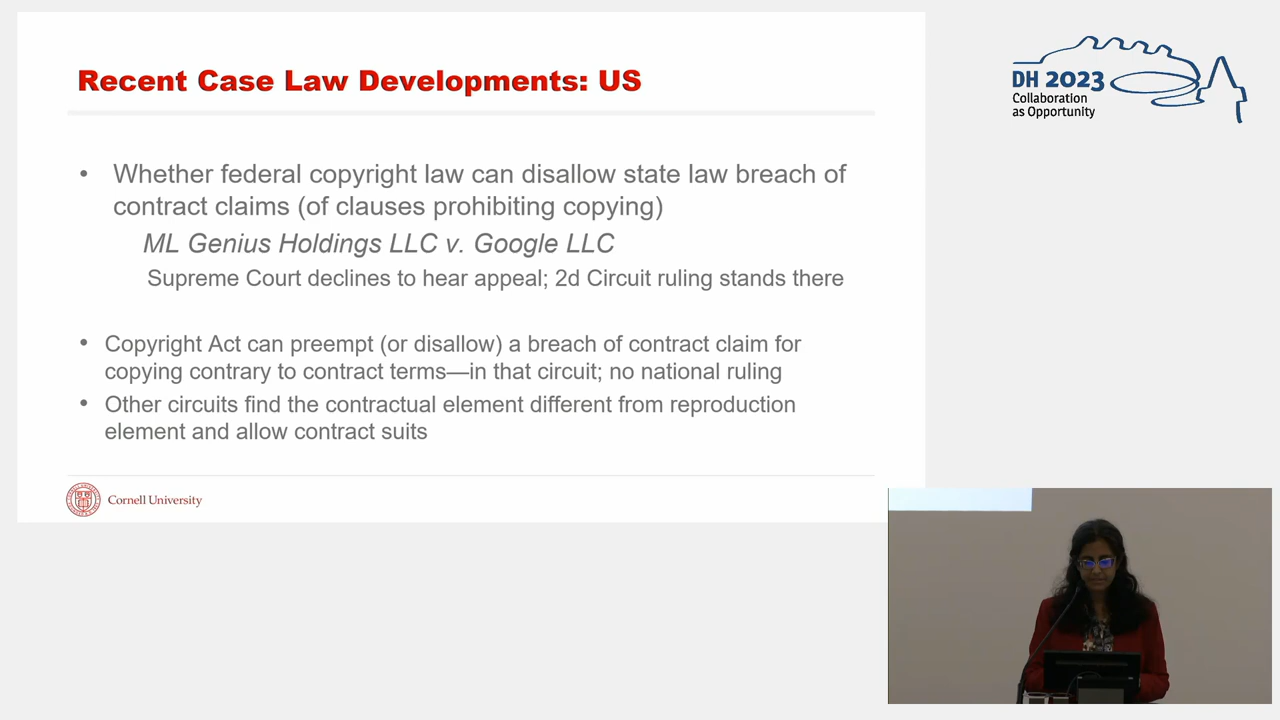 Recent Case Law Developments: US
• Whether federal copyright law can disallow state law breach of
contract claims (of clauses prohibiting copying)
ML Genius Holdings LLC v. Google LLC
Supreme Court declines to hear appeal; 2d Circuit ruling stands there
• Copyright Act can preempt (or disallow) a breach of contract claim for
copying contrary to contract terms—in that circuit; no national ruling
• Other circuits find the contractual element different from reproduction
element and allow contract suits
Cornell University
DH 2023
Collaboration
as Opportunity